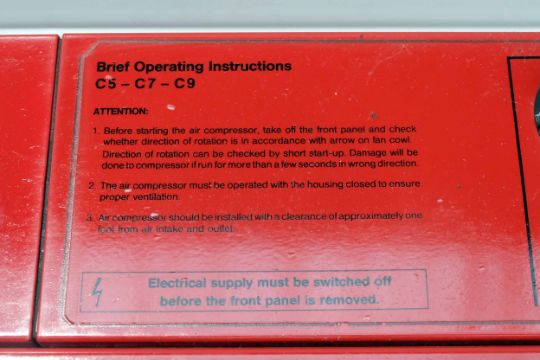 Brief Operating Instructions
C5 – C7 – C9
ATTENTION:
1. Before starting the air compressor, take off the front panel and check
whether direction of rotation is in accordance with arrow on fan cowl.
Direction of rotation can be checked by short start-up. Damage will be
done to compressor if run for more than a few seconds in wrong direction.
2. The air compressor must be operated with the housing closed to ensure
proper ventilation.
3. Air compressor should be installed with a clearance of approximately one
foot from air intake and outlet.
Electrical supply must be switched off
before the front panel is removed.